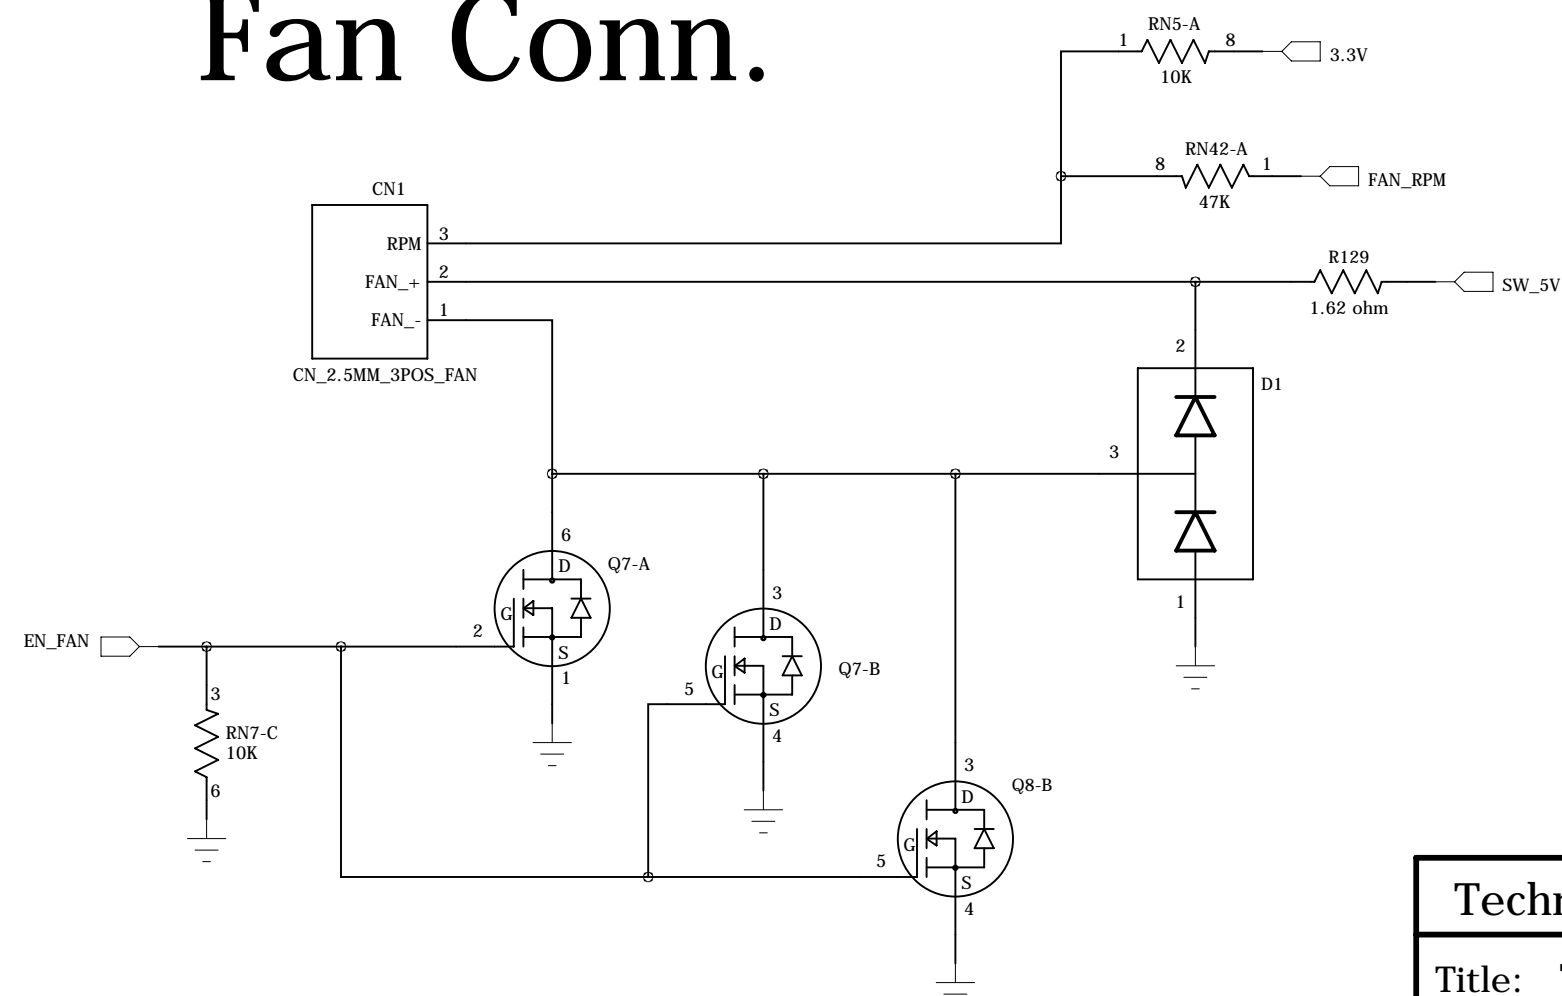 Fan Conn.
RN5-A
1
8
3.3V
10K
RN42-A
8
1
FAN_RPM
47K
CN1
RPM
3
FAN_+
2
FAN_-
1
CN_2.5MM_3POS_FAN
R129
SW_5V
1.62 ohm
2
D1
3
1
6
D
Q7-A
G
2
S
1
EN_FAN
3
RN7-C
10K
6
3
D
Q7-B
G
5
S
4
3
D
Q8-B
G
5
S
4
Title: